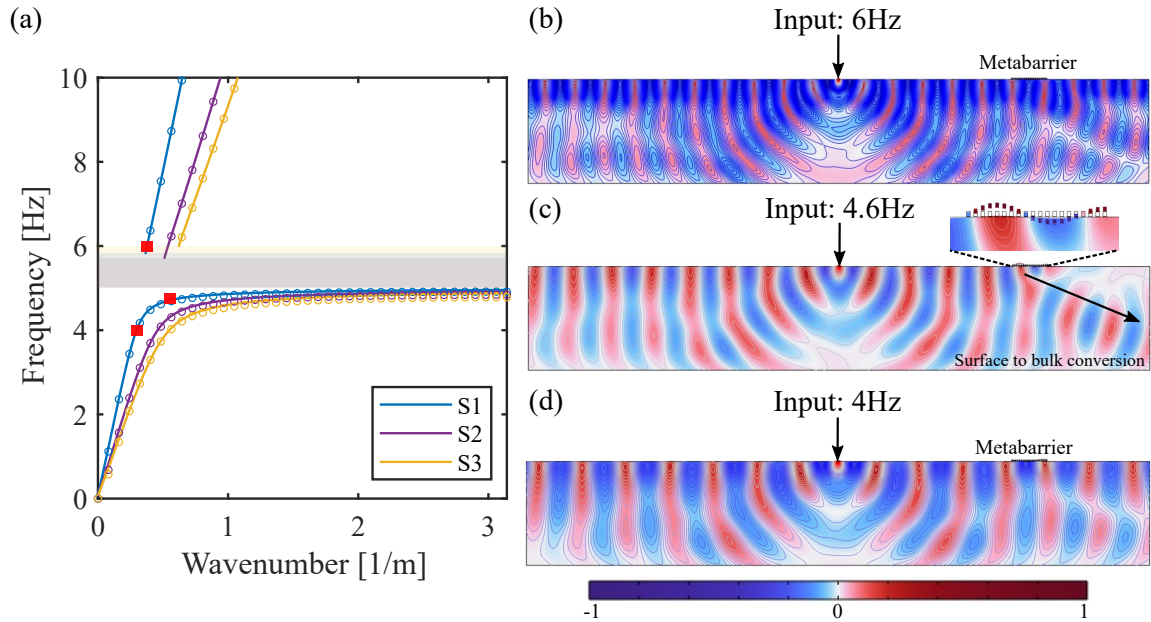 (a)
10
8
6
4
2
0
Frequency [Hz]
0
1
2
3
Wavenumber [1/m]
S1
S2
S3
(b)
Input: 6Hz
Metabarrier
(c)
Input: 4.6Hz
Surface to bulk conversion
(d)
Input: 4Hz
Metabarrier
-1
0
1